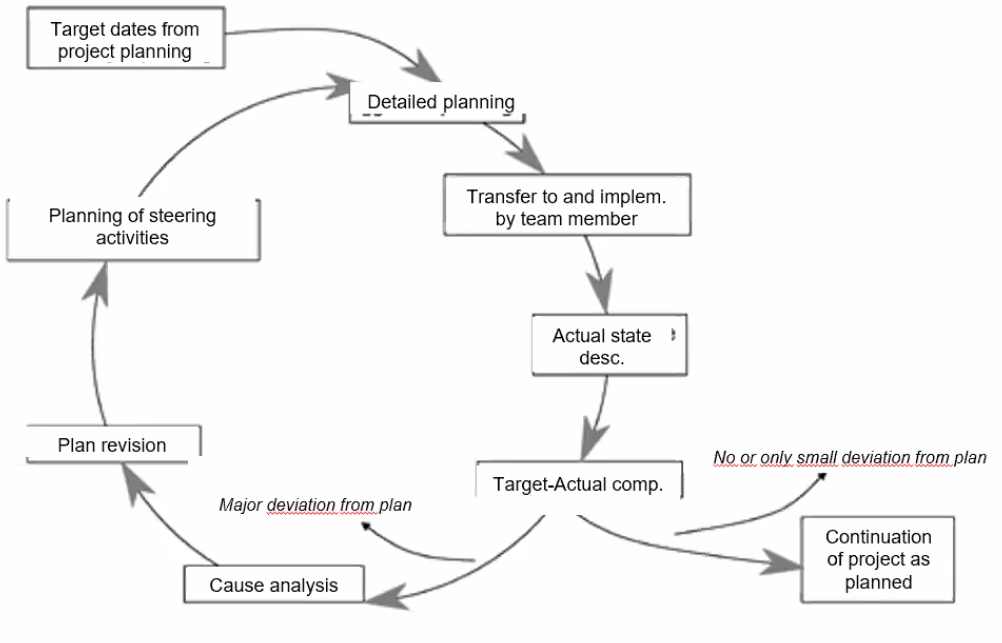 Target dates from
project planning
Detailed planning
Transfer to and implem.
by team member
Planning of steering
activities
Actual state
desc.
Plan revision
Target-Actual comp.
No or only small deviation from plan
Major deviation from plan
Continuation
of project as
planned
Cause analysis